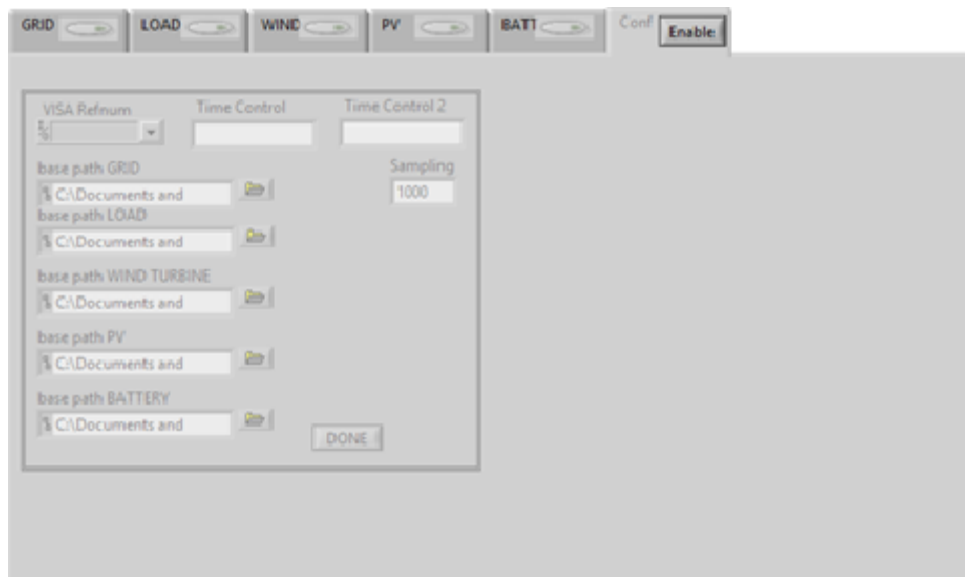 GRID LOAD WIND PV BATT Conf Enable
VISA Refnum Time Control Time Control 2
base path GRID Sampling
C:\Documents and 1000
base path LOAD
C:\Documents and
base path WIND TURBINE
C:\Documents and
base path PV
C:\Documents and
base path BATTERY
C:\Documents and
DONE